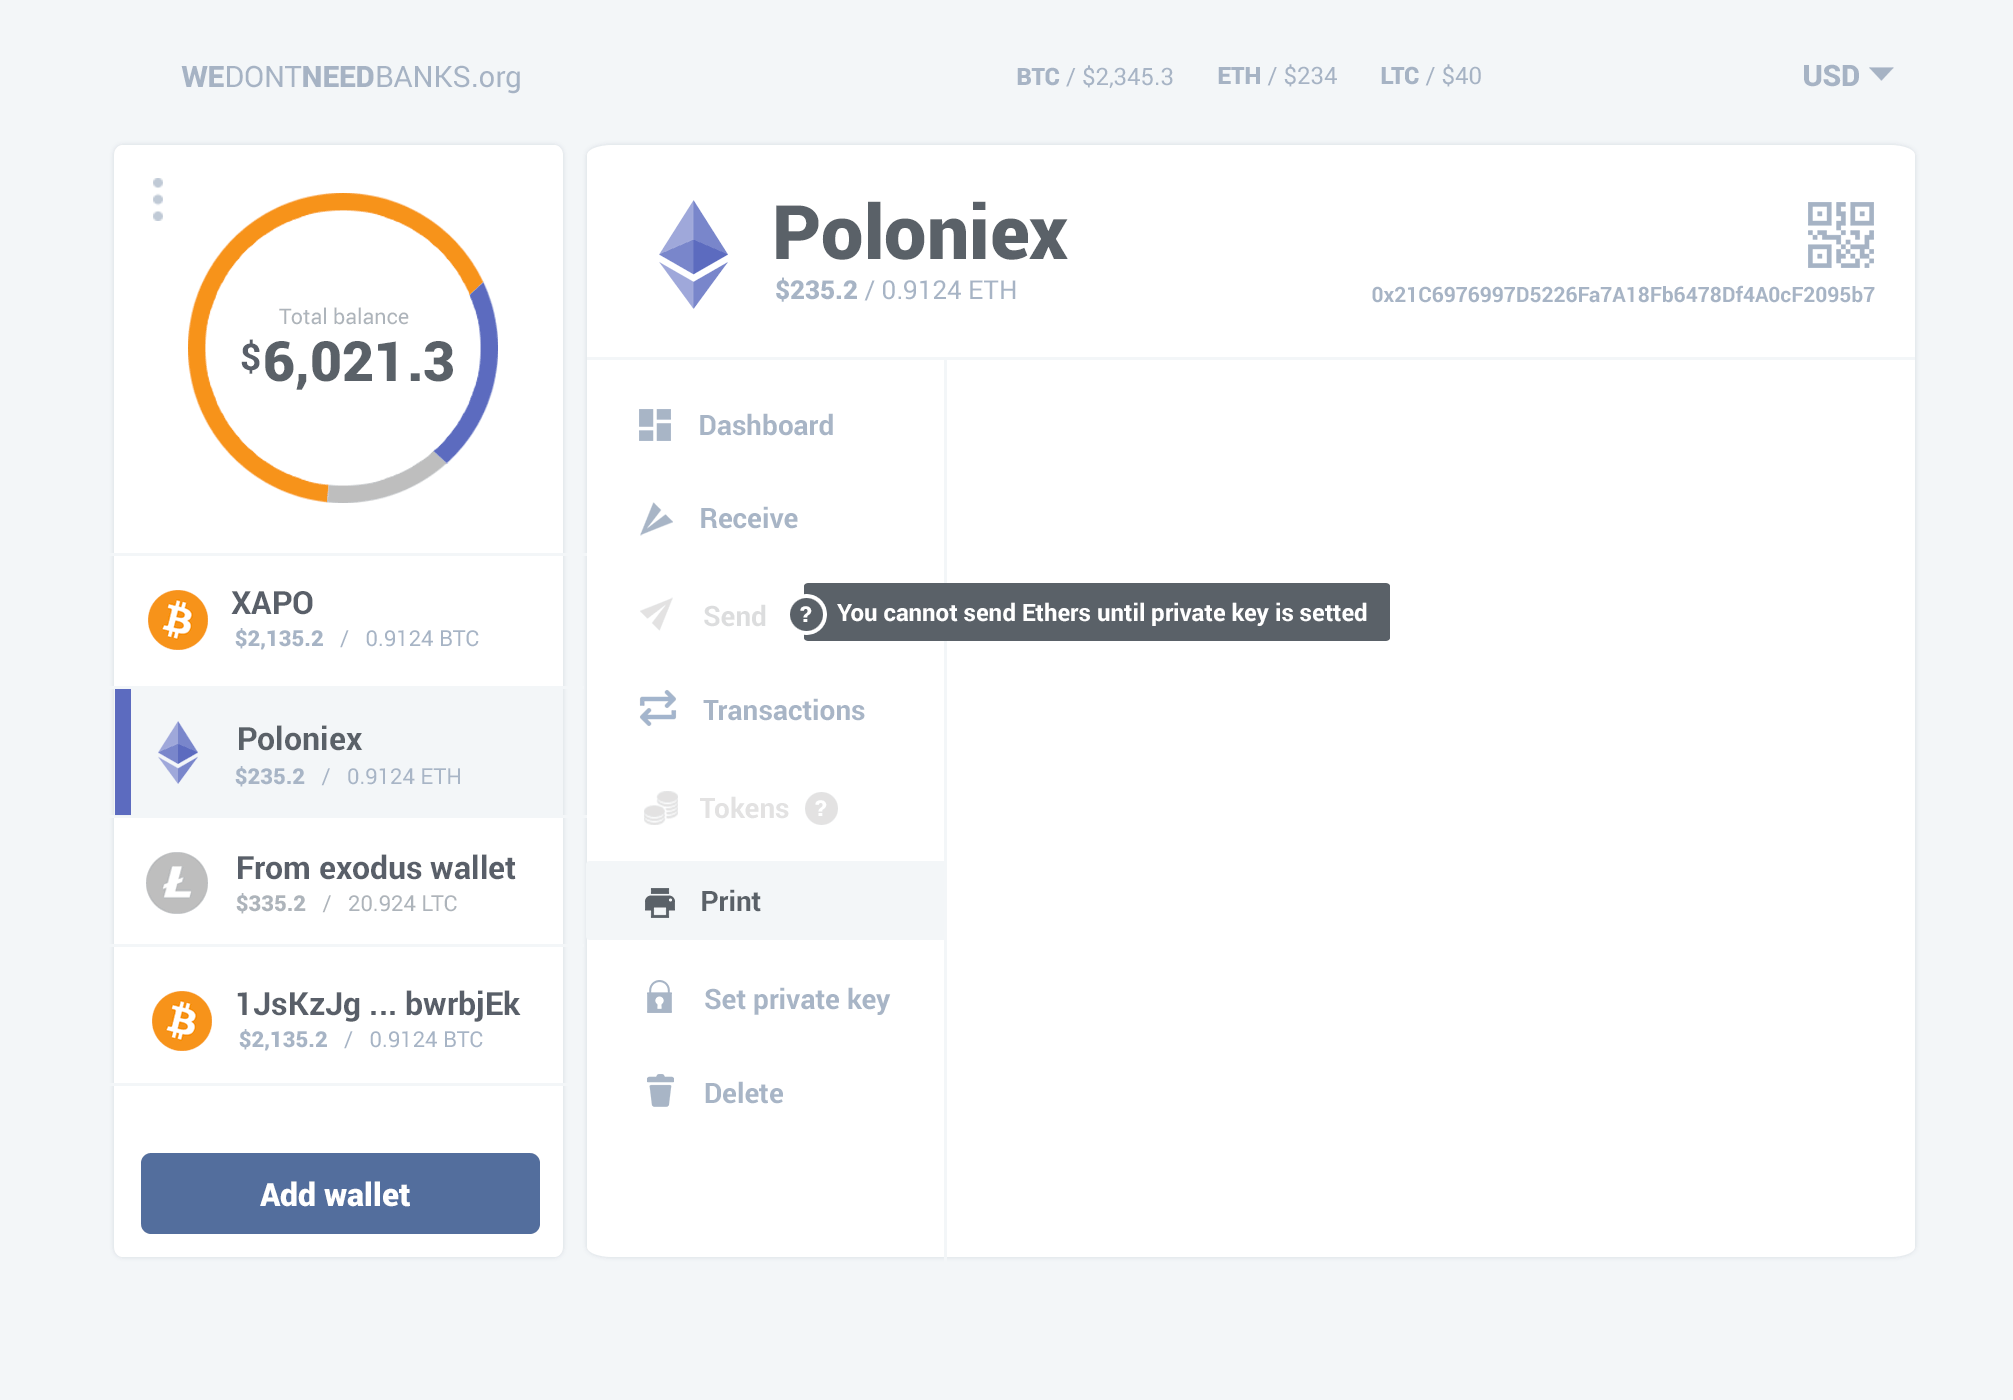 WEDONTNEEDBANKS.org
BTC / $2,345.3 ETH / $234 LTC / $40
USD
Total balance
$6,021.3
XAPO
$2,135.2 / 0.9124 BTC
Poloniex
$235.2 / 0.9124 ETH
From exodus wallet
$335.2 / 20.924 LTC
1JsKzJg ... bwrbjEk
$2,135.2 / 0.9124 BTC
Add wallet
Poloniex
$235.2 / 0.9124 ETH
0x21C6976997D5226Fa7A18Fb6478Df4A0cF2095b7
Dashboard
Receive
Send ? You cannot send Ethers until private key is setted
Transactions
Tokens ?
Print
Set private key
Delete